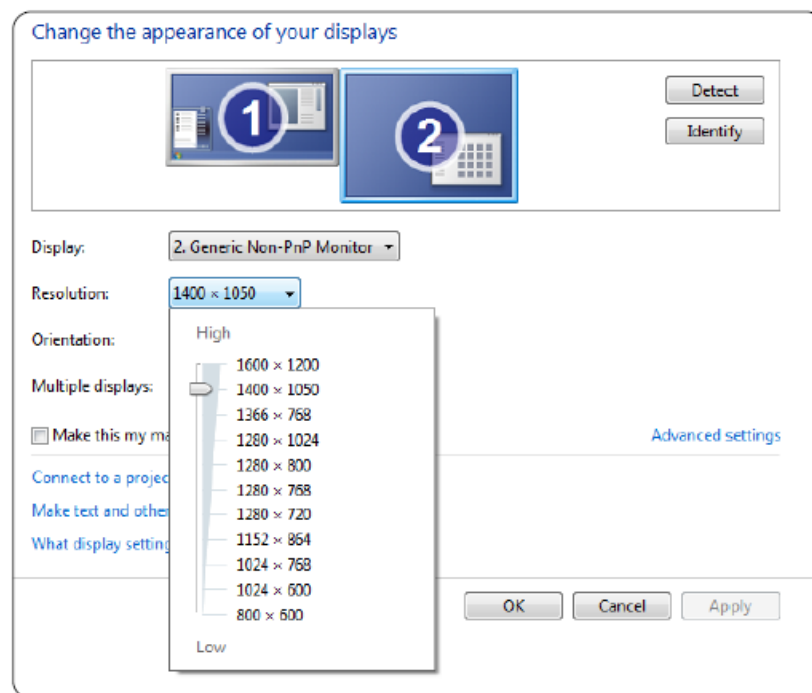 Change the appearance of your displays
1
2
Detect
Identify
Display:
2. Generic Non-PnP Monitor
Resolution:
1400 × 1050
Orientation:
High
1600 × 1200
1400 × 1050
Multiple displays:
1366 × 768
Make this my ma
1280 × 1024
Advanced settings
1280 × 800
Connect to a projec
1280 × 768
Make text and other
1280 × 720
What display setting
1152 × 864
1024 × 768
1024 × 600
800 × 600
Low
OK
Cancel
Apply